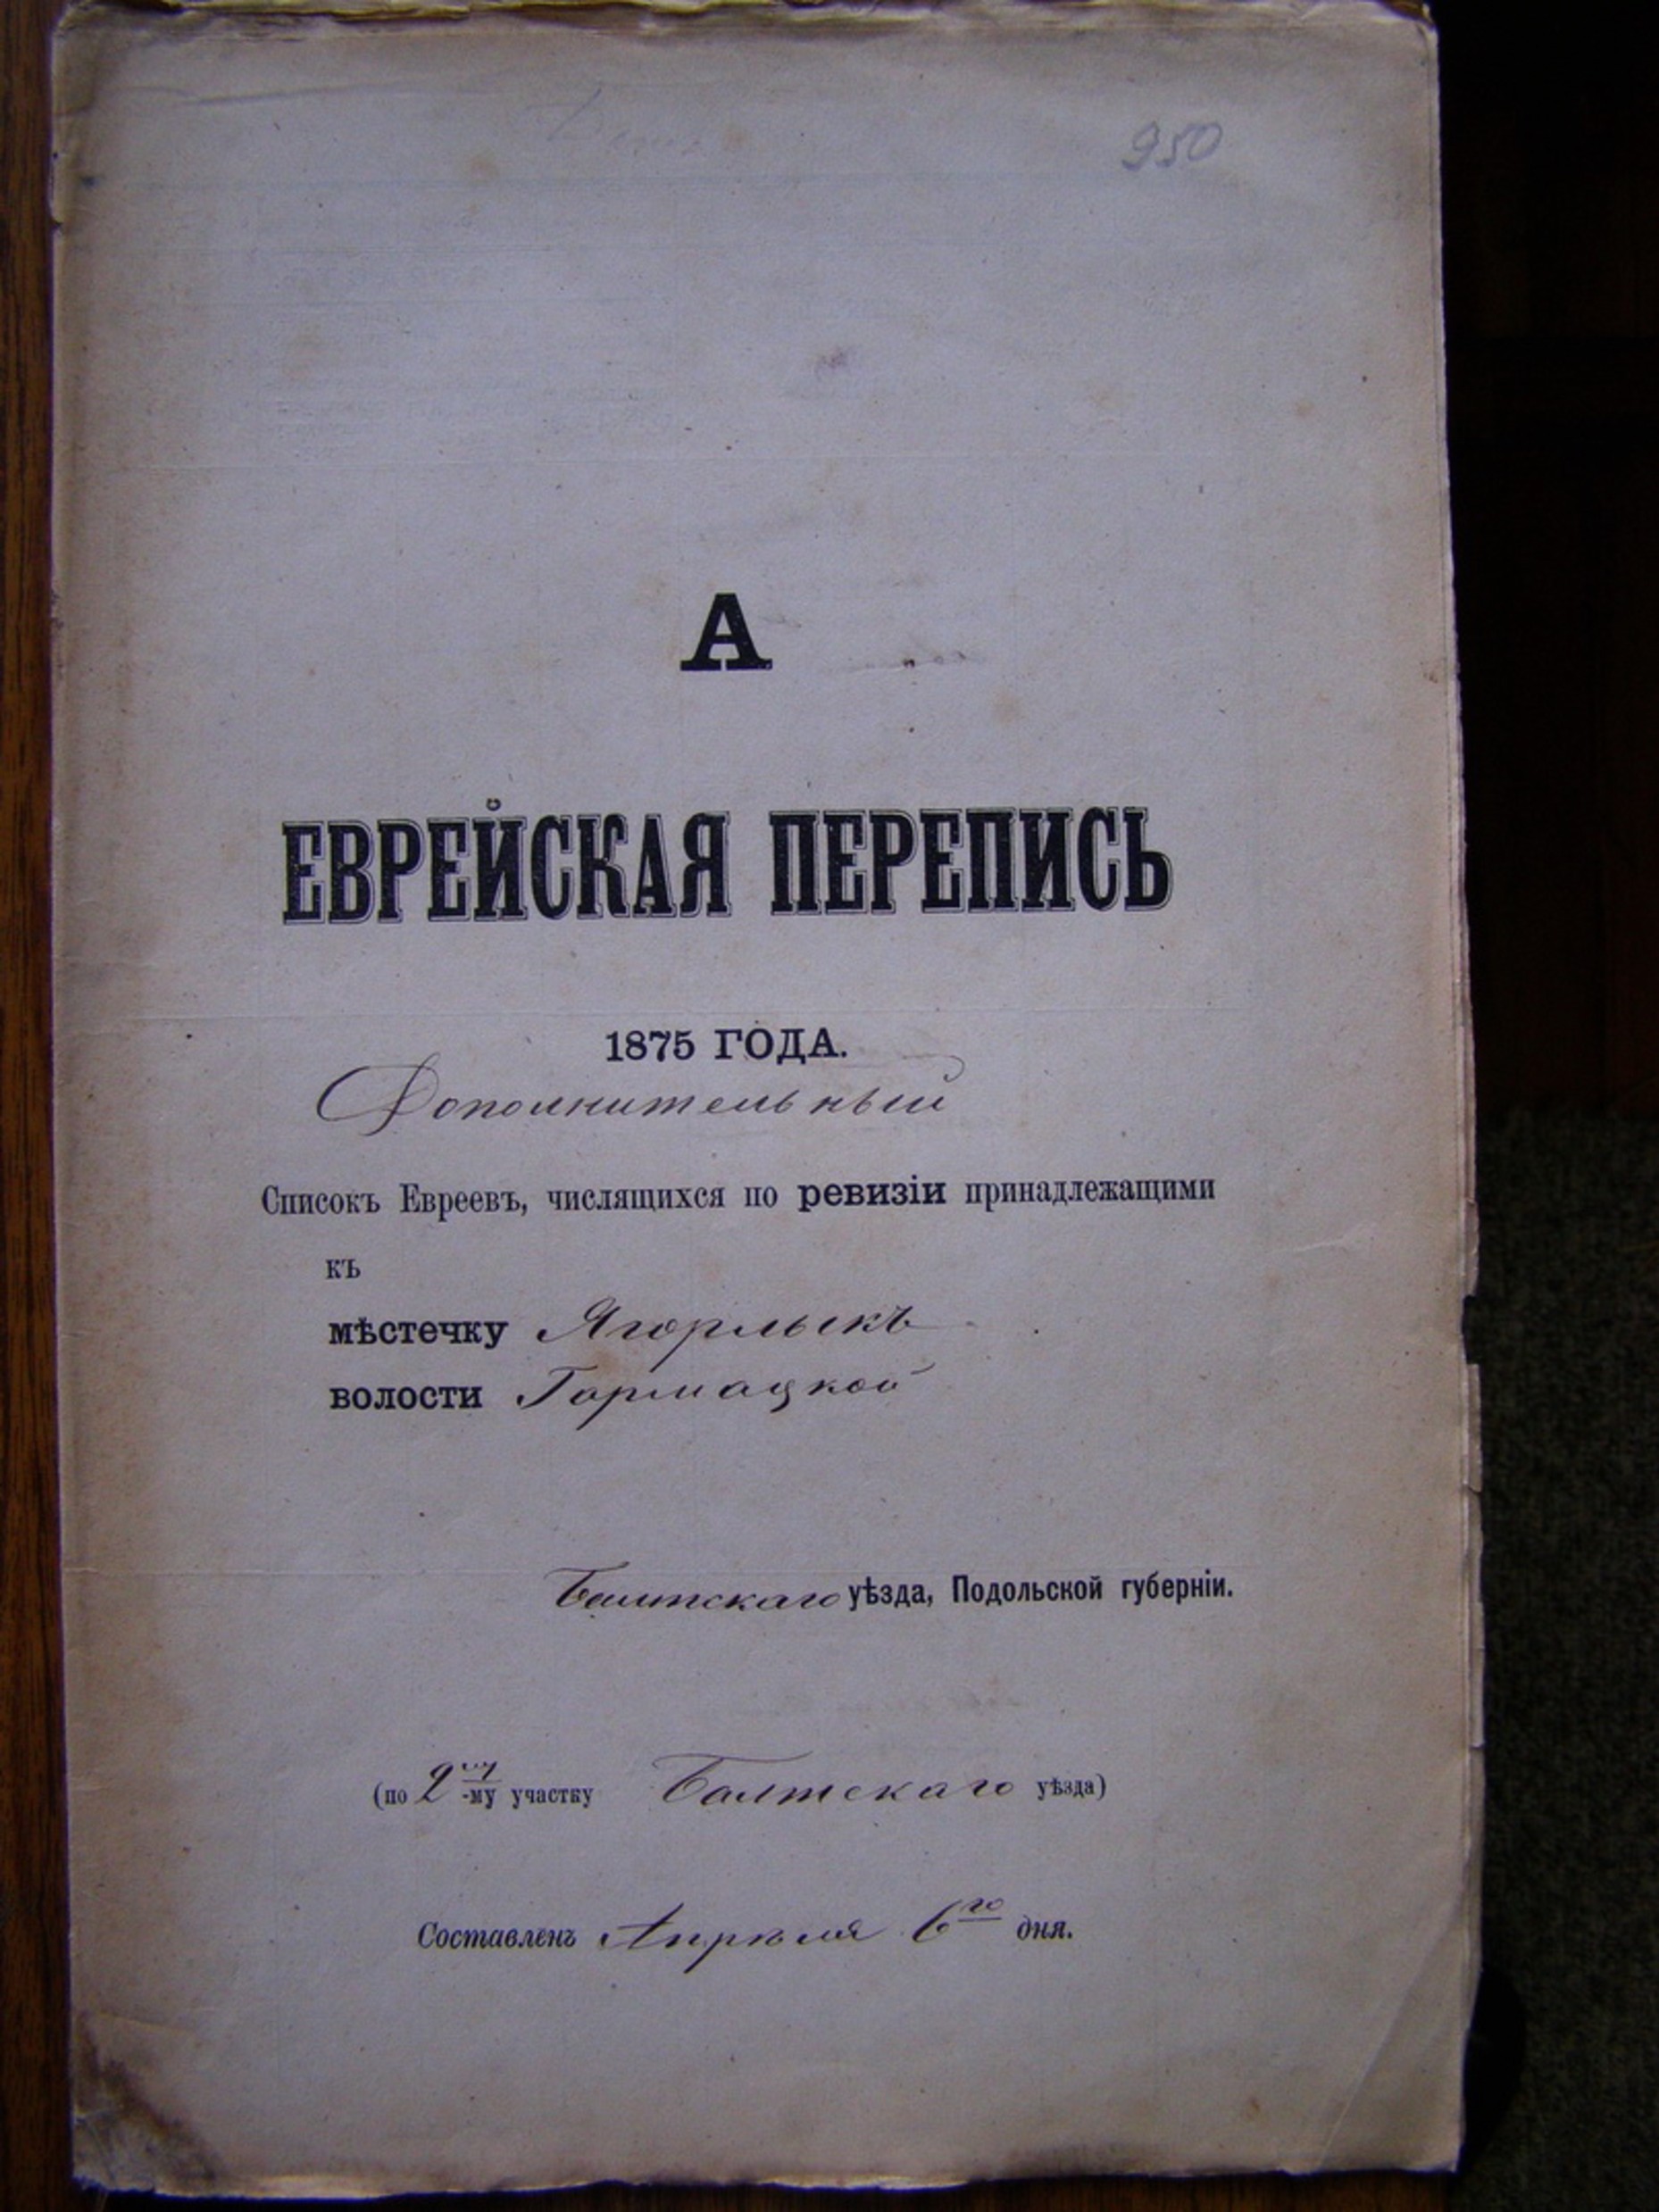 950
А
ЕВРЕЙСКАЯ ПЕРЕПИСЬ
1875 ГОДА.
Дополнительный
Списокъ Евреевъ, числящихся по ревизіи принадлежащими
къ
мѣстечку Ягорлыкъ
волости Гармацкой
Балтскаго уѣзда, Подольской губерніи.
(по 2му -му участку Балтскаго уѣзда)
Составленъ Апрѣля 6го дня.